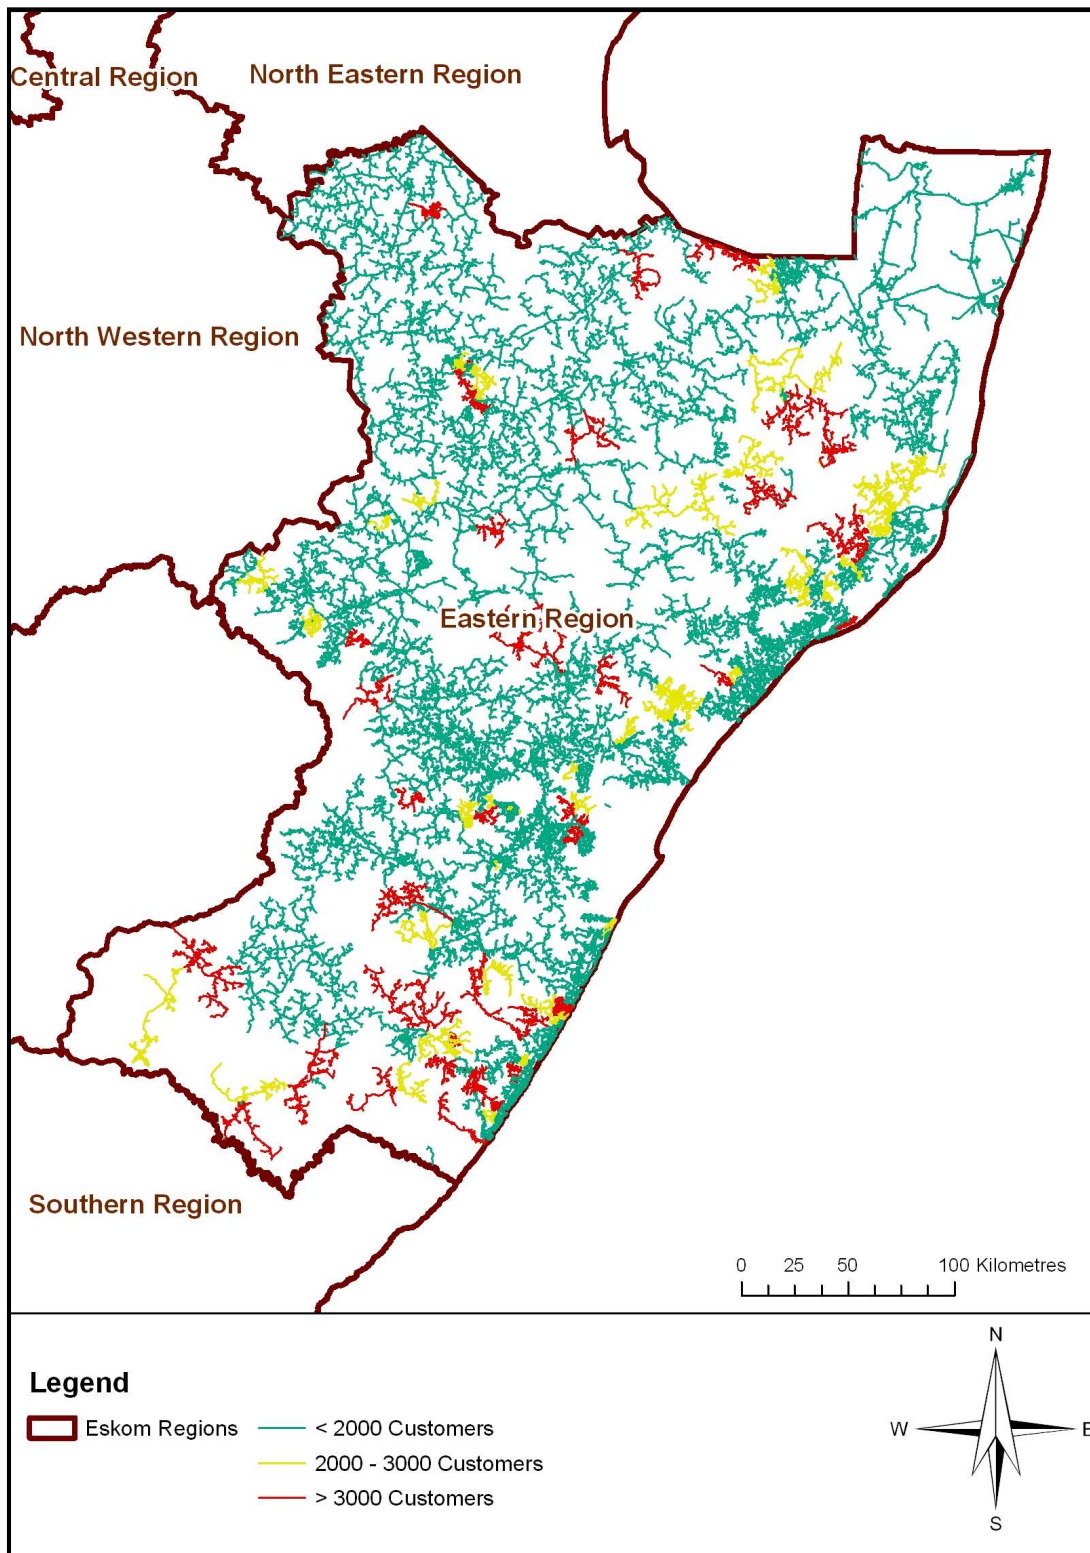 Central Region
North Eastern Region
North Western Region
Eastern Region
Southern Region
0 25 50 100 Kilometres
N
W E
S
Legend
Eskom Regions
< 2000 Customers
2000 - 3000 Customers
> 3000 Customers